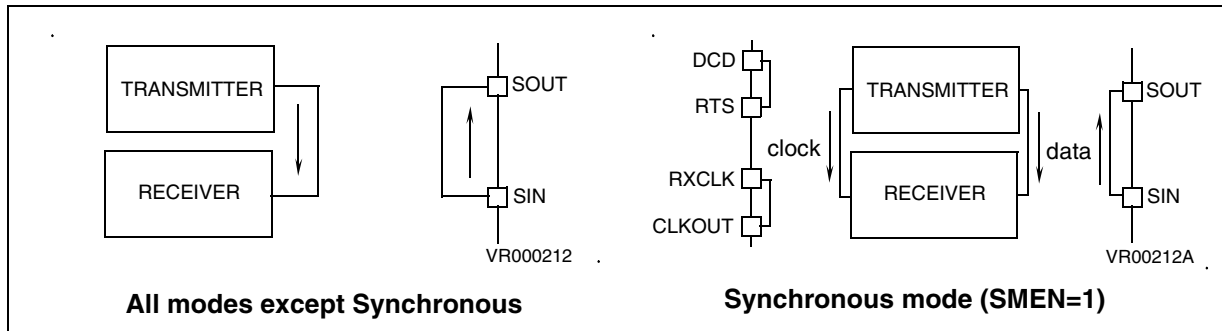 TRANSMITTER
RECEIVER
SOUT
SIN
VR000212
All modes except Synchronous
DCD
RTS
RXCLK
CLKOUT
clock
TRANSMITTER
RECEIVER
data
SOUT
SIN
VR00212A
Synchronous mode (SMEN=1)